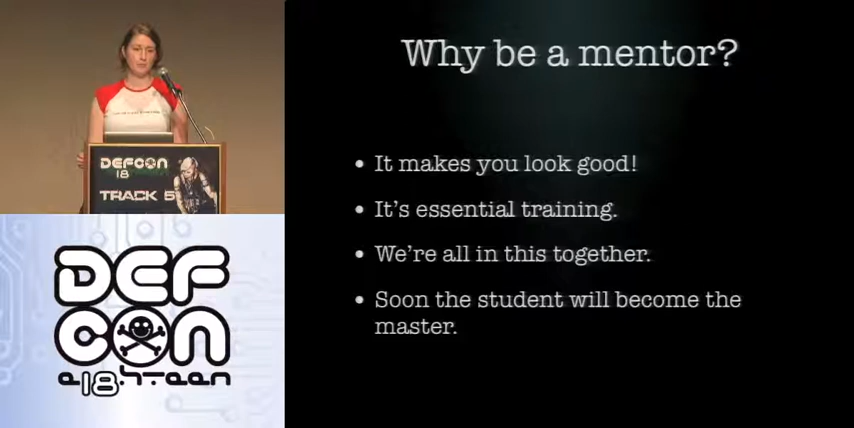 Why be a mentor?
• It makes you look good!
• It's essential training.
• We're all in this together.
• Soon the student will become the
master.
DEFCON
18
TRACK 5
DEF
CON
e18hteen